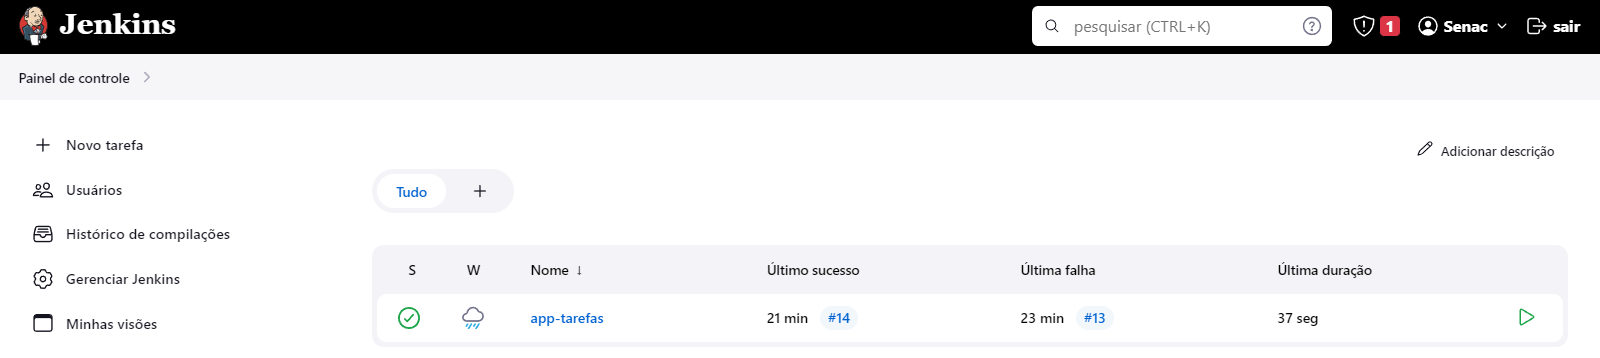 Jenkins
pesquisar (CTRL+K)
1
Senac
sair
Painel de controle
Novo tarefa
Usuários
Histórico de compilações
Gerenciar Jenkins
Minhas visões
Adicionar descrição
Tudo +
S W Nome ↓ Último sucesso Última falha Última duração
app-tarefas 21 min #14 23 min #13 37 seg